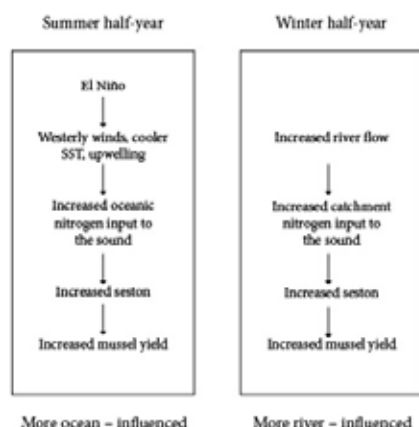 Summer half-year
El Niño
Westerly winds, cooler
SST, upwelling
Increased oceanic
nitrogen input to
the sound
Increased seston
Increased mussel yield
More ocean – influenced
Winter half-year
Increased river flow
Increased catchment
nitrogen input to
the sound
Increased seston
Increased mussel yield
More river – influenced